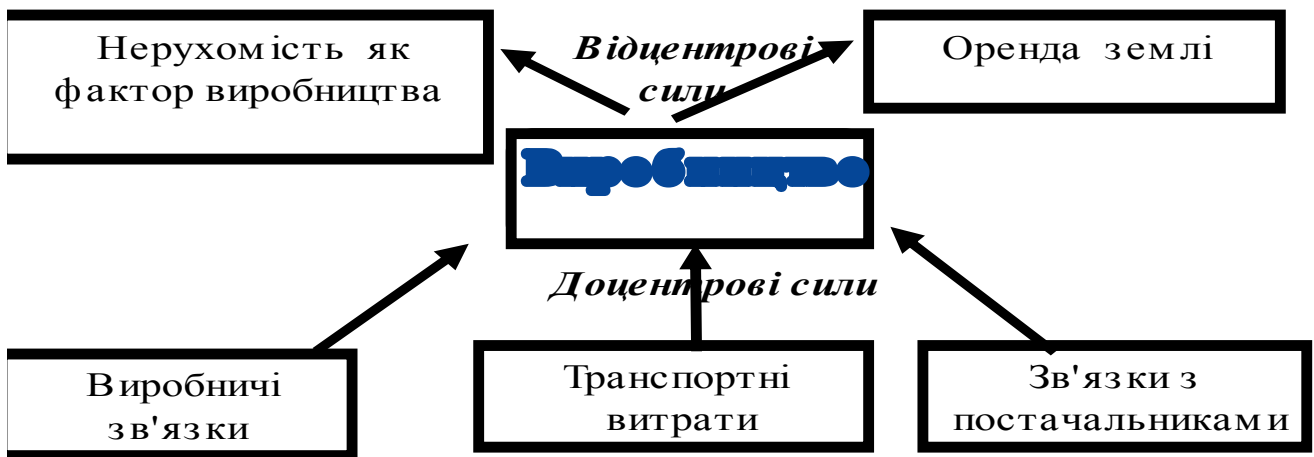 Нерухомість як
фактор виробництва
Відцентрові
сили
Оренда землі
Виробництво
Доцентрові сили
Виробничі
зв'язки
Транспортні
витрати
Зв'язки з
постачальниками